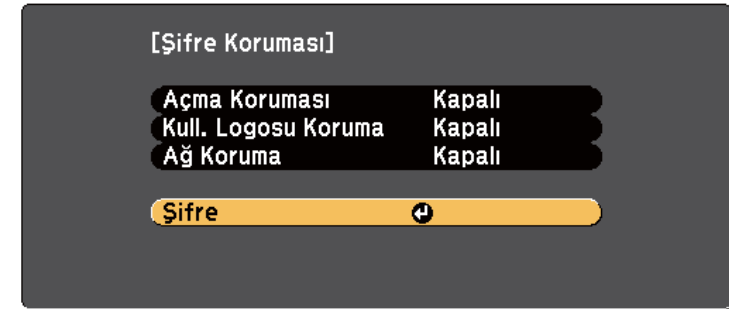 [Şifre Koruması]
Açma Koruması Kapalı
Kull. Logosu Koruma Kapalı
Ağ Koruma Kapalı
Şifre